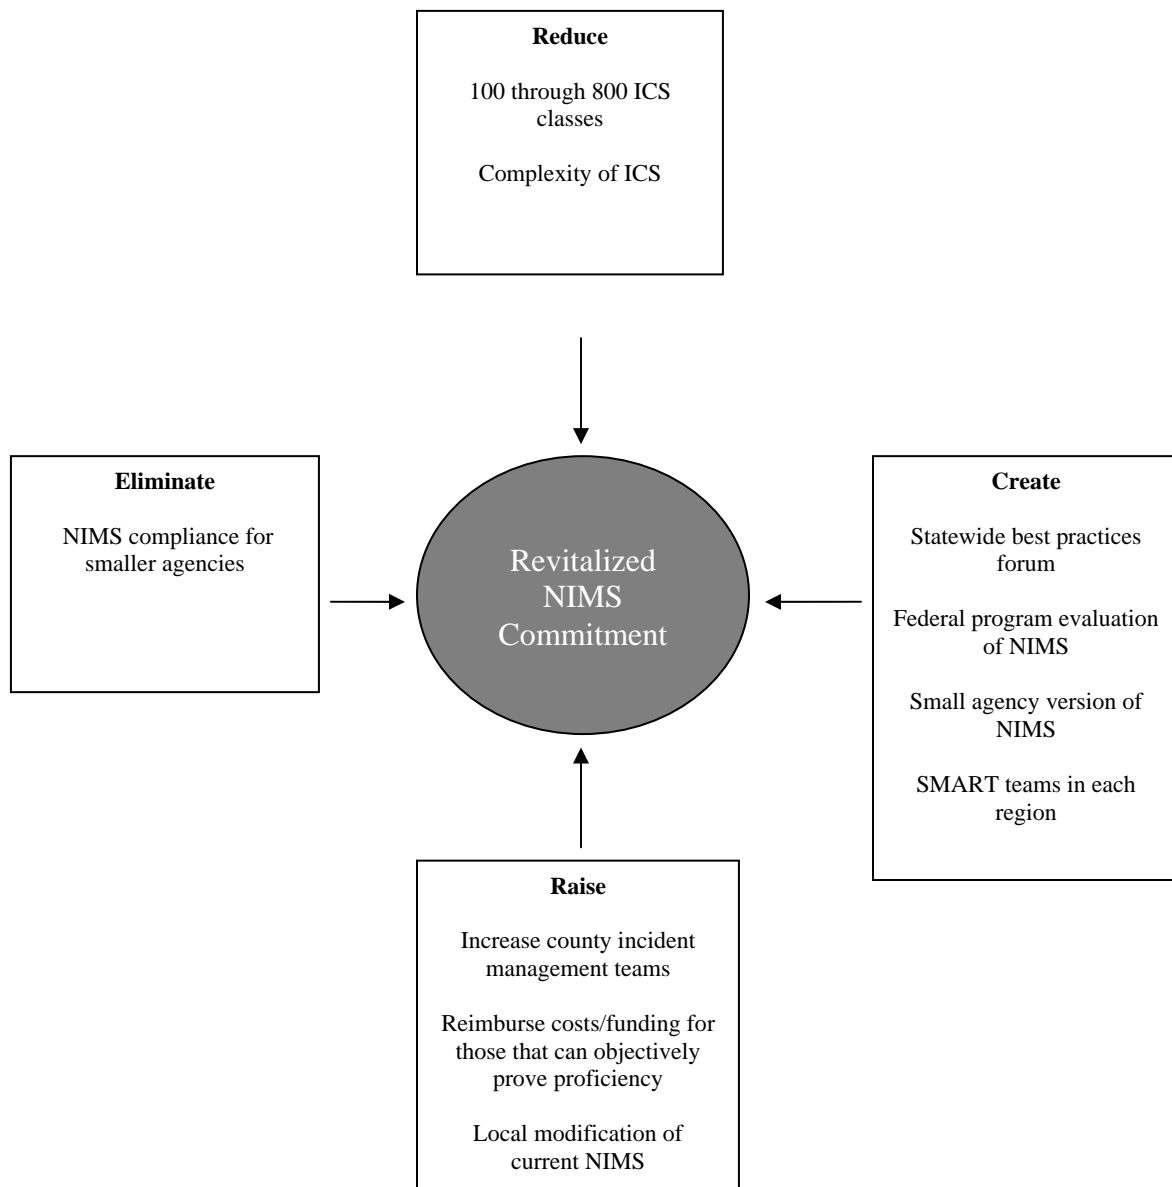 Reduce
100 through 800 ICS
classes
Complexity of ICS
Eliminate
NIMS compliance for
smaller agencies
Revitalized
NIMS
Commitment
Create
Statewide best practices
forum
Federal program evaluation
of NIMS
Small agency version of
NIMS
SMART teams in each
region
Raise
Increase county incident
management teams
Reimburse costs/funding for
those that can objectively
prove proficiency
Local modification of
current NIMS